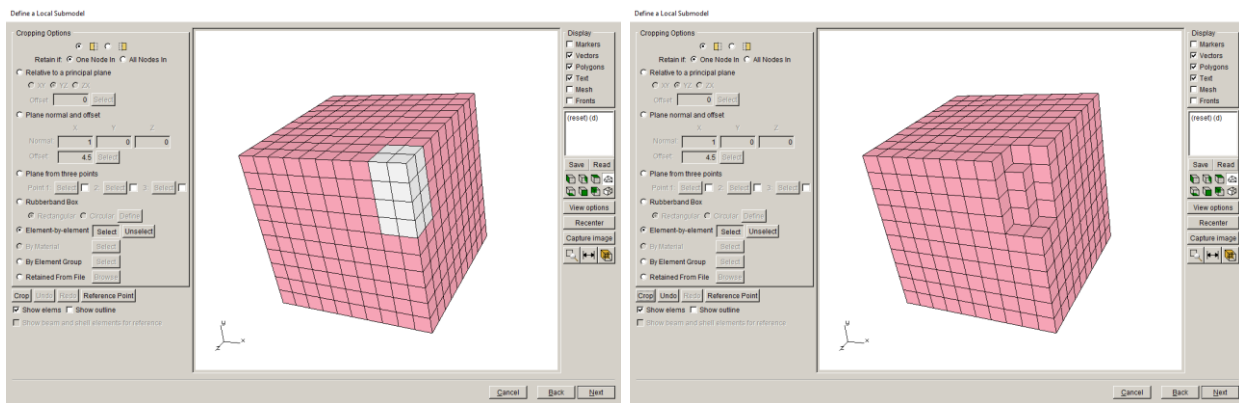 Define a Local Submodel
Cropping Options
Retain if: One Node In All Nodes In
Relative to a principal plane
XY YZ ZX
Offset 0 Select
Plane normal and offset
X Y Z
Normal 1 0 0
Offset 4.5 Select
Plane from three points
Point 1: Select 2: Select 3: Select
Rubberband Box
Rectangular Circular Define
Element-by-element Select Unselect
By Material Select
By Element Group Select
Retained From File Browse
Crop Undo Redo Reference Point
Show elems Show outline
Show beam and shell elements for reference
y
x
z
Display
Markers
Vectors
Polygons
Text
Mesh
Fronts
(reset) (d)
Save Read
View options
Recenter
Capture image
Cancel Back Next
Define a Local Submodel
Cropping Options
Retain if: One Node In All Nodes In
Relative to a principal plane
XY YZ ZX
Offset 0 Select
Plane normal and offset
X Y Z
Normal 1 0 0
Offset 4.5 Select
Plane from three points
Point 1: Select 2: Select 3: Select
Rubberband Box
Rectangular Circular Define
Element-by-element Select Unselect
By Material Select
By Element Group Select
Retained From File Browse
Crop Undo Redo Reference Point
Show elems Show outline
Show beam and shell elements for reference
y
x
z
Display
Markers
Vectors
Polygons
Text
Mesh
Fronts
(reset) (d)
Save Read
View options
Recenter
Capture image
Cancel Back Next